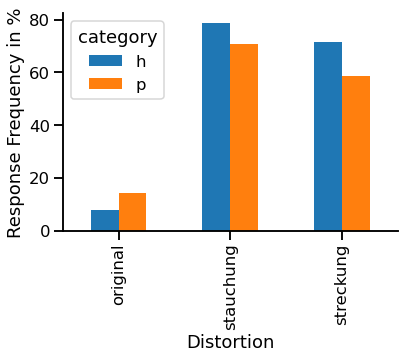 Response Frequency in %
80
60
40
20
0
category
h
p
original
stauchung
streckung
Distortion